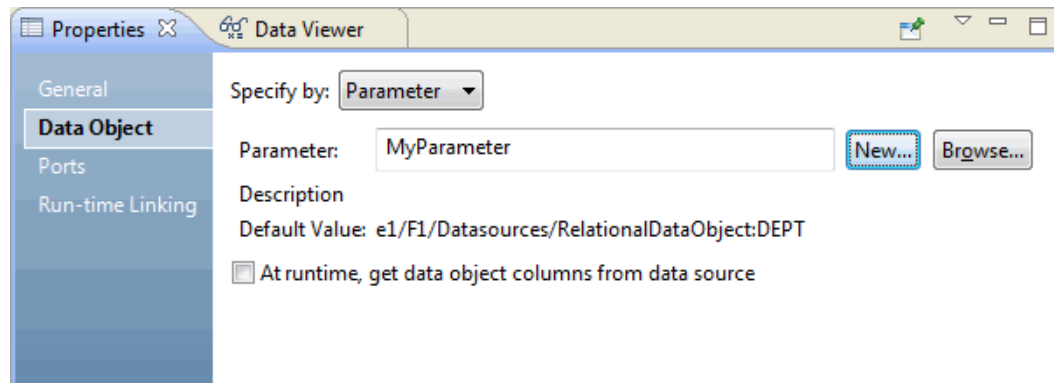 Properties Data Viewer
General
Data Object
Ports
Run-time Linking
Specify by: Parameter
Parameter: MyParameter New... Browse...
Description
Default Value: e1/F1/Datasources/RelationalDataObject:DEPT
At runtime, get data object columns from data source